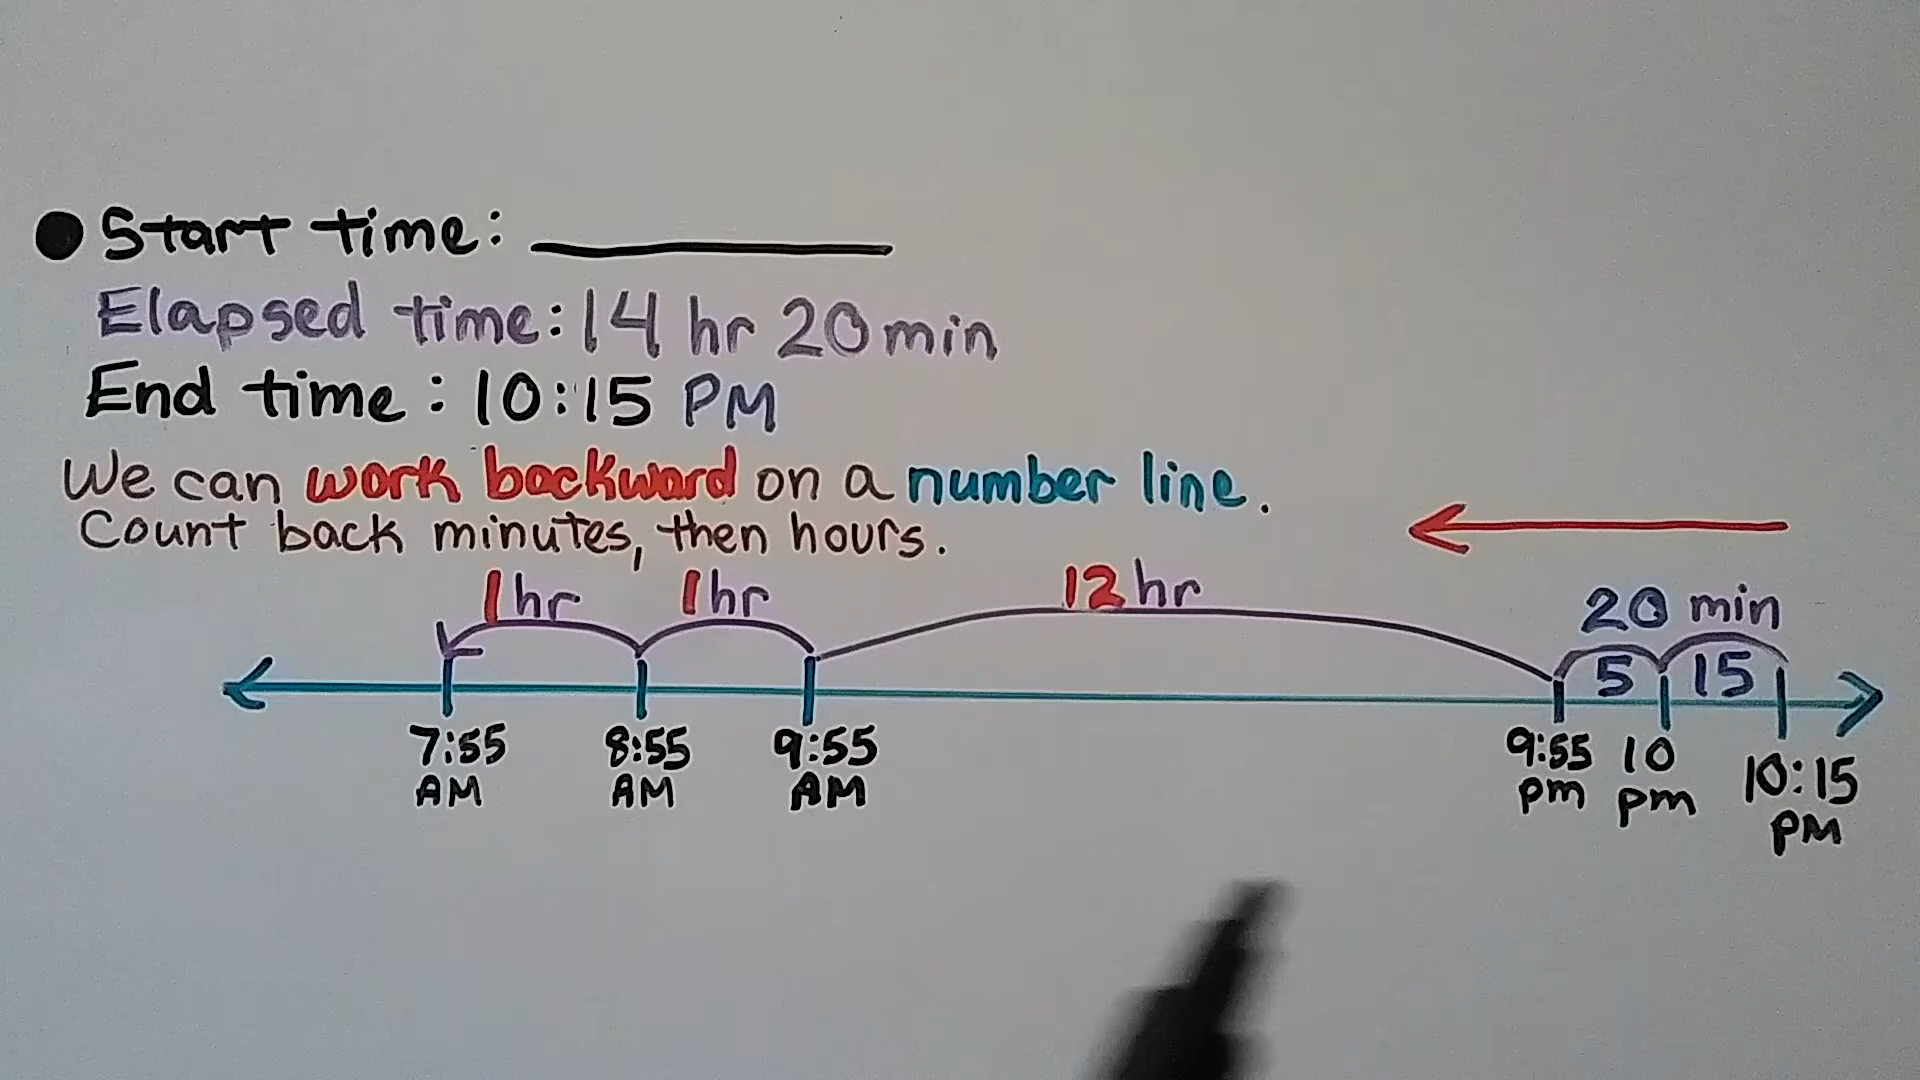 Start time:
Elapsed time: 14 hr 20 min
End time: 10:15 PM
We can work backward on a number line.
Count back minutes, then hours.
1 hr 1 hr 12 hr 20 min
5 15
7:55 AM 8:55 AM 9:55 AM 9:55 pm 10 pm 10:15 PM